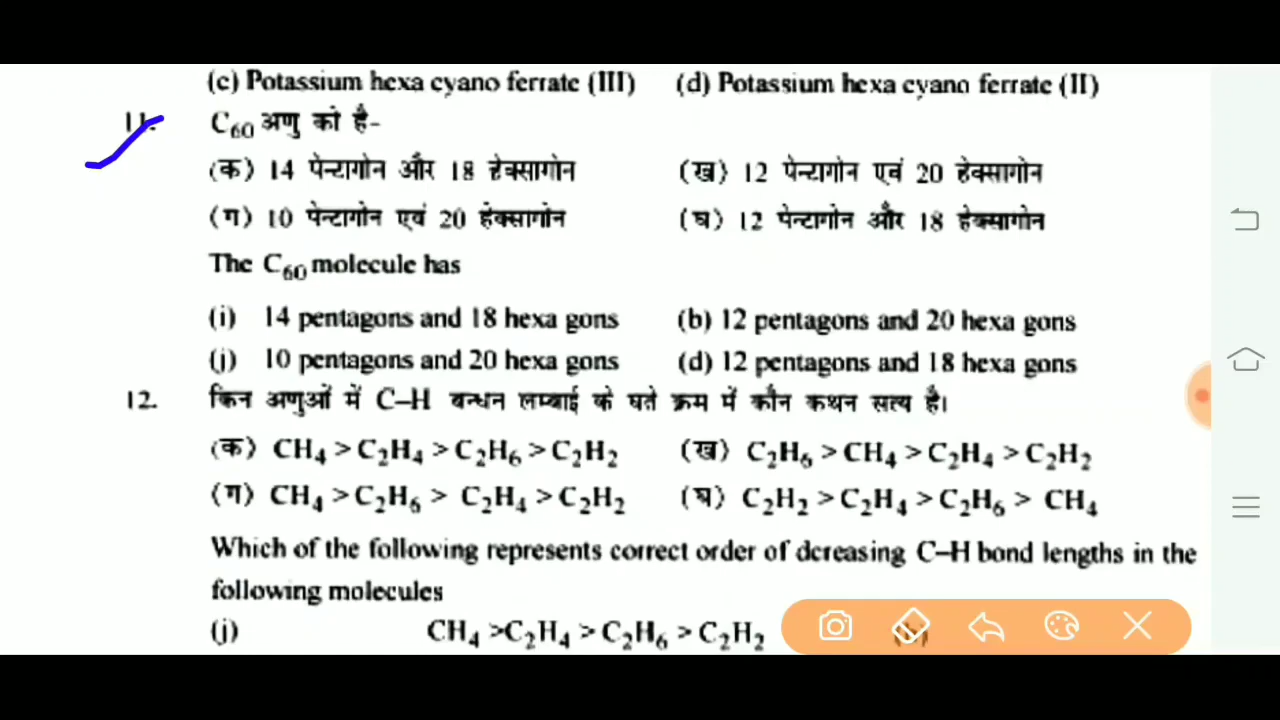 (c) Potassium hexa cyano ferrate (III) (d) Potassium hexa cyano ferrate (II)
11. C₆₀ अणु को है-
(क) 14 पेन्टागोन और 18 हेक्सागोन (ख) 12 पेन्टागोन एवं 20 हेक्सागोन
(ग) 10 पेन्टागोन एवं 20 हेक्सागोन (घ) 12 पेन्टागोन और 18 हेक्सागोन
The C₆₀ molecule has
(i) 14 pentagons and 18 hexa gons (b) 12 pentagons and 20 hexa gons
(j) 10 pentagons and 20 hexa gons (d) 12 pentagons and 18 hexa gons
12. किन अणुओं में C–H बन्धन लम्बाई के घते क्रम में कौन कथन सत्य है।
(क) CH₄ > C₂H₄ > C₂H₆ > C₂H₂ (ख) C₂H₆ > CH₄ > C₂H₄ > C₂H₂
(ग) CH₄ > C₂H₆ > C₂H₄ > C₂H₂ (घ) C₂H₂ > C₂H₄ > C₂H₆ > CH₄
Which of the following represents correct order of dcreasing C–H bond lengths in the
following molecules
(j) CH₄ >C₂H₄ > C₂H₆ > C₂H₂